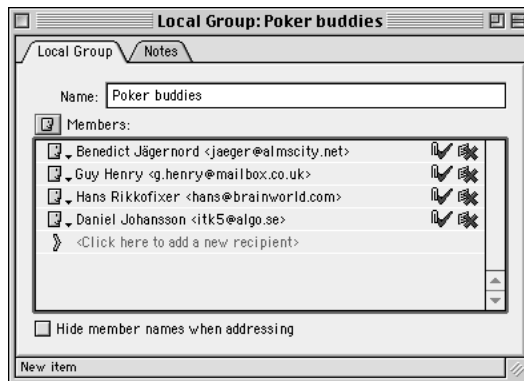 Local Group: Poker buddies
Local Group Notes
Name: Poker buddies
Members:
Benedict Jägernord <jaeger@almscity.net>
Guy Henry <g.henry@mailbox.co.uk>
Hans Rikkofixer <hans@brainworld.com>
Daniel Johansson <itk5@algo.se>
<Click here to add a new recipient>
Hide member names when addressing
New item